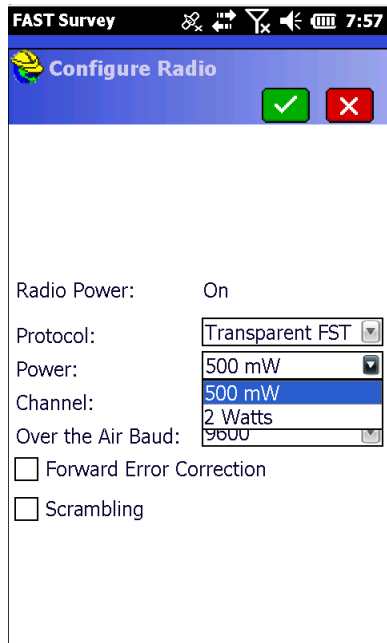 FAST Survey 7:57
Configure Radio
Radio Power: On
Protocol: Transparent FST
Power: 500 mW
500 mW
Channel:
2 Watts
Over the Air Baud: 9600
Forward Error Correction
Scrambling